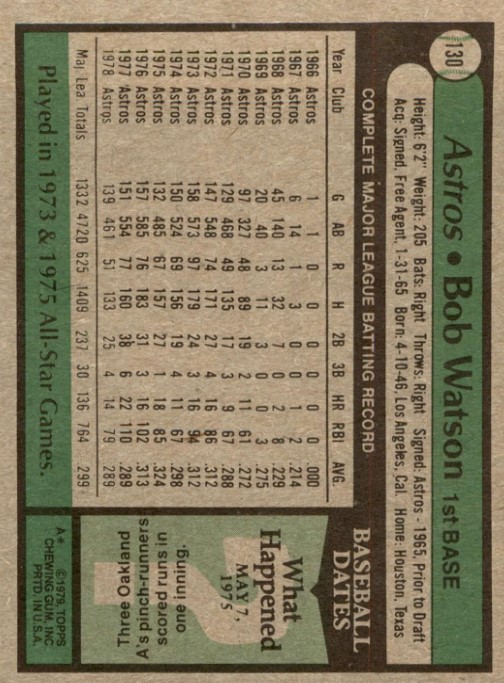 130
Astros • Bob Watson 1st BASE
Height: 6'2" Weight: 205 Bats: Right Throws: Right Signed: Astros - 1965, Prior to Draft
Acq: Signed, Free Agent, 1-31-65 Born: 4-10-46, Los Angeles, Cal. Home: Houston, Texas
COMPLETE MAJOR LEAGUE BATTING RECORD
Year Club G AB R H 2B 3B HR RBI AVG.
1966 Astros 1 1 0 0 0 0 0 0 .000
1967 Astros 6 14 1 3 0 0 1 2 .214
1968 Astros 45 140 13 32 7 0 2 8 .229
1969 Astros 20 40 3 11 3 0 0 3 .275
1970 Astros 97 327 48 89 19 2 11 61 .272
1971 Astros 129 468 49 135 17 3 9 67 .288
1972 Astros 147 548 74 171 27 4 16 86 .312
1973 Astros 158 573 97 179 24 3 16 94 .312
1974 Astros 150 524 69 156 19 4 11 67 .298
1975 Astros 132 485 67 157 27 1 18 85 .324
1976 Astros 157 585 76 183 31 3 16 102 .313
1977 Astros 151 554 77 160 38 6 22 110 .289
1978 Astros 139 461 51 133 25 4 14 79 .289
Maj. Lea. Totals 1332 4720 625 1409 237 30 136 764 .299
Played in 1973 & 1975 All-Star Games.
BASEBALL
DATES
What
Happened
MAY 7,
1975
Three Oakland
A's pinch-runners
scored runs in
one inning.
A* ©1979, TOPPS
CHEWING GUM, INC.
PRTD. IN U.S.A.